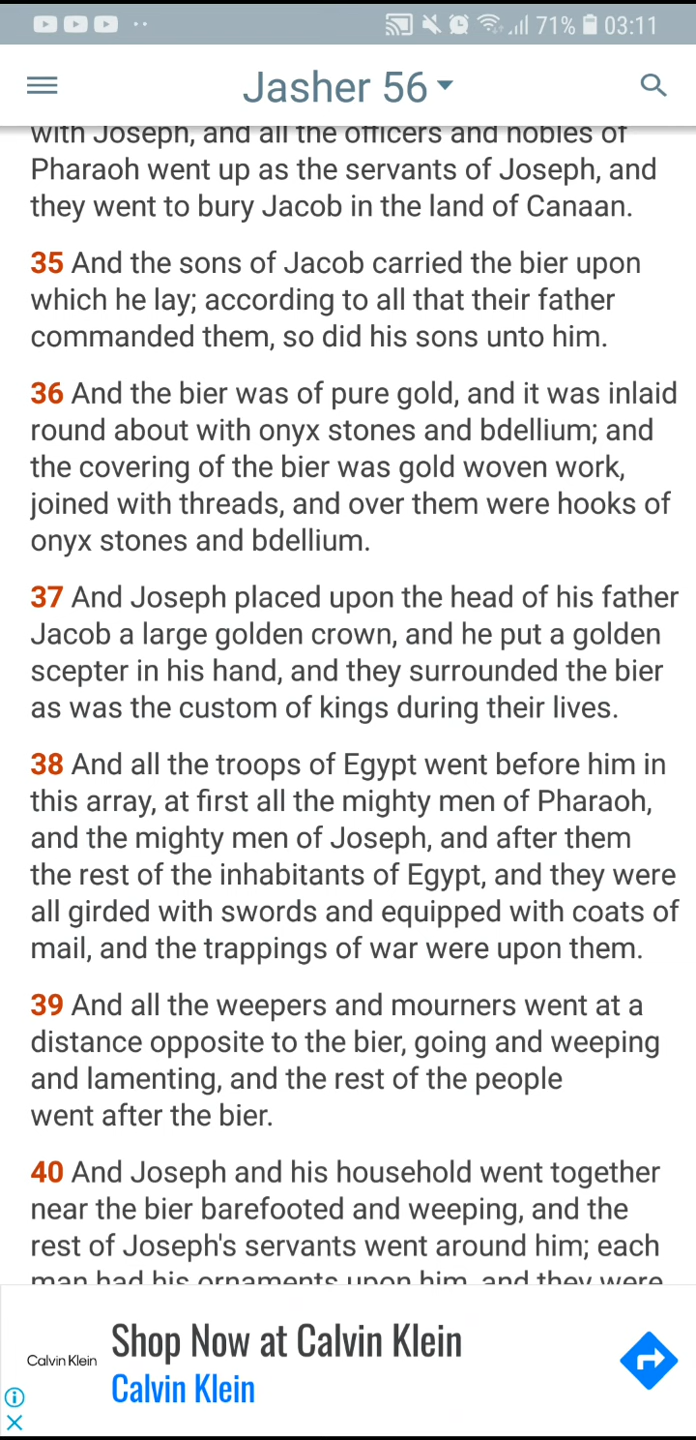 71% 03:11
Jasher 56
with Joseph, and all the officers and nobles of
Pharaoh went up as the servants of Joseph, and
they went to bury Jacob in the land of Canaan.
35 And the sons of Jacob carried the bier upon
which he lay; according to all that their father
commanded them, so did his sons unto him.
36 And the bier was of pure gold, and it was inlaid
round about with onyx stones and bdellium; and
the covering of the bier was gold woven work,
joined with threads, and over them were hooks of
onyx stones and bdellium.
37 And Joseph placed upon the head of his father
Jacob a large golden crown, and he put a golden
scepter in his hand, and they surrounded the bier
as was the custom of kings during their lives.
38 And all the troops of Egypt went before him in
this array, at first all the mighty men of Pharaoh,
and the mighty men of Joseph, and after them
the rest of the inhabitants of Egypt, and they were
all girded with swords and equipped with coats of
mail, and the trappings of war were upon them.
39 And all the weepers and mourners went at a
distance opposite to the bier, going and weeping
and lamenting, and the rest of the people
went after the bier.
40 And Joseph and his household went together
near the bier barefooted and weeping, and the
rest of Joseph's servants went around him; each
man had his ornaments upon him, and they were
Shop Now at Calvin Klein
Calvin Klein
Calvin Klein